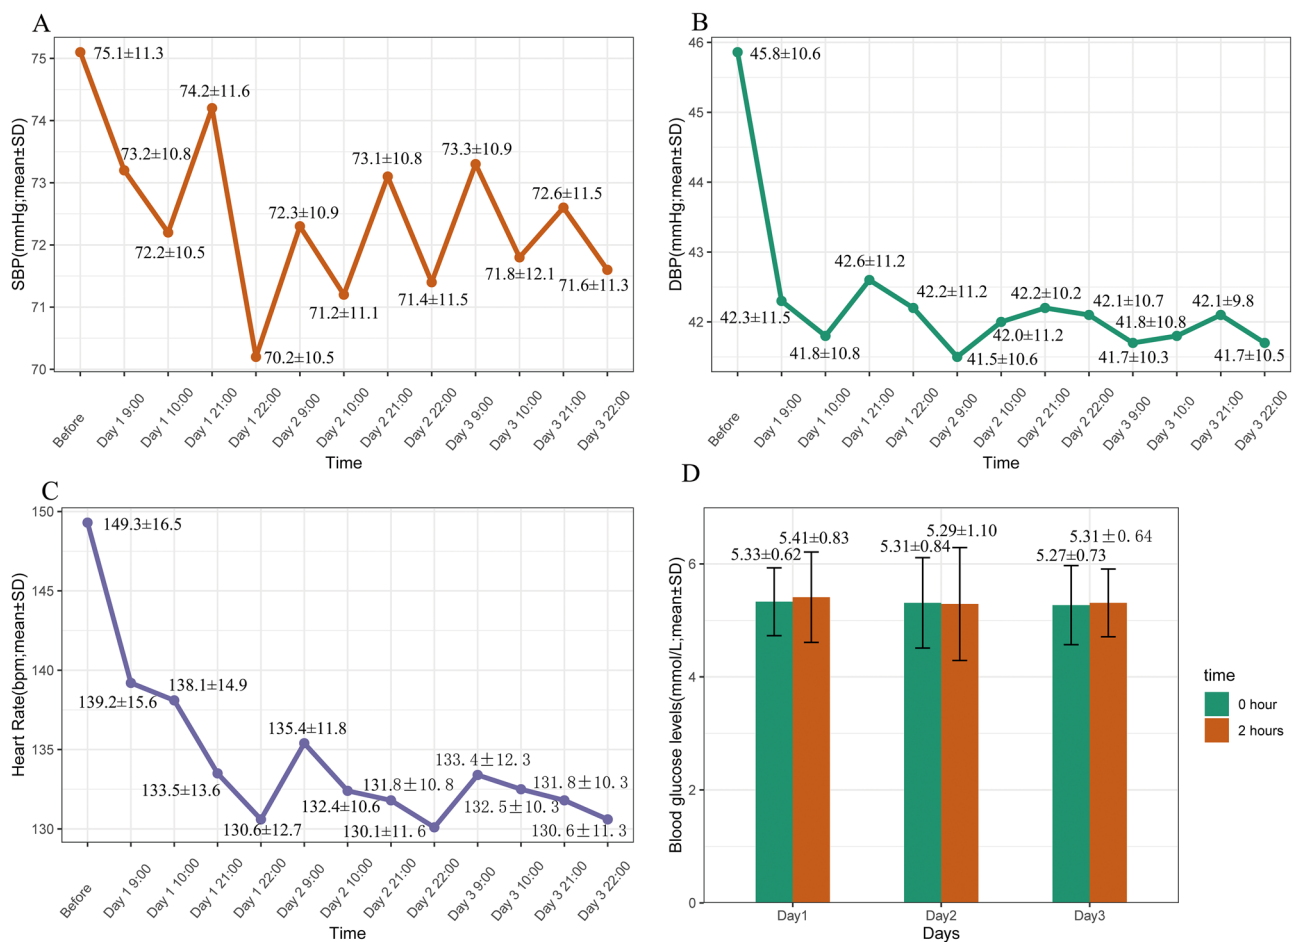 A
SBP(mmHg;mean±SD)
75
74
73
72
71
70
75.1±11.3
73.2±10.8
72.2±10.5
74.2±11.6
70.2±10.5
72.3±10.9
71.2±11.1
73.1±10.8
71.4±11.5
73.3±10.9
71.8±12.1
72.6±11.5
71.6±11.3
Before
Day 1 9:00
Day 1 10:00
Day 1 21:00
Day 1 22:00
Day 2 9:00
Day 2 10:00
Day 2 21:00
Day 2 22:00
Day 3 9:00
Day 3 10:00
Day 3 21:00
Day 3 22:00
Time
B
DBP(mmHg;mean±SD)
46
45
44
43
42
45.8±10.6
42.3±11.5
41.8±10.8
42.6±11.2
42.2±11.2
41.5±10.6
42.0±11.2
42.2±10.2
42.1±10.7
41.7±10.3
41.8±10.8
42.1±9.8
41.7±10.5
Before
Day 1 9:00
Day 1 10:00
Day 1 21:00
Day 1 22:00
Day 2 9:00
Day 2 10:00
Day 2 21:00
Day 2 22:00
Day 3 9:00
Day 3 10:0
Day 3 21:00
Day 3 22:00
Time
C
Heart Rate(bpm;mean±SD)
150
145
140
135
130
149.3±16.5
139.2±15.6
138.1±14.9
133.5±13.6
130.6±12.7
135.4±11.8
132.4±10.6
131.8±10.8
130.1±11.6
133.4±12.3
132.5±10.3
131.8±10.3
130.6±11.3
Before
Day 1 9:00
Day 1 10:00
Day 1 21:00
Day 1 22:00
Day 2 9:00
Day 2 10:00
Day 2 21:00
Day 2 22:00
Day 3 9:00
Day 3 10:00
Day 3 21:00
Day 3 22:00
Time
D
Blood glucose levels(mmol/L;mean±SD)
6
4
2
0
5.33±0.62
5.41±0.83
5.31±0.84
5.29±1.10
5.27±0.73
5.31±0.64
Day1
Day2
Day3
Days
time
0 hour
2 hours